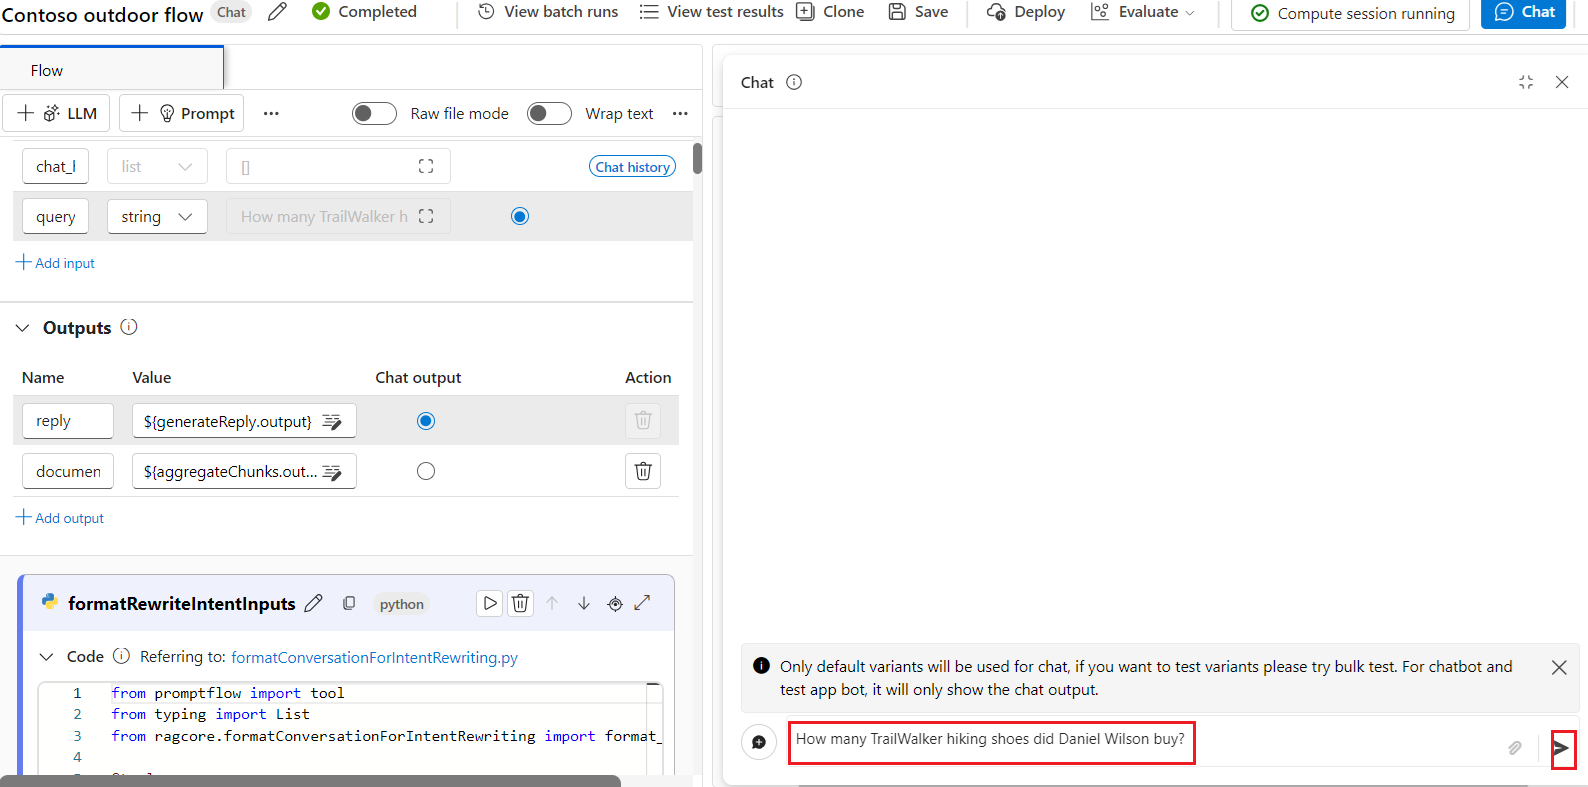 Contoso outdoor flow Chat Completed View batch runs View test results Clone Save Deploy Evaluate Compute session running Chat
Flow
LLM Prompt ... Raw file mode Wrap text ...
chat_h list [] Chat history
query string How many TrailWalker h
Add input
Outputs
Name Value Chat output Action
reply ${generateReply.output}
documen ${aggregateChunks.out...
Add output
formatRewriteIntentInputs python
Code Referring to: formatConversationForIntentRewriting.py
1 from promptflow import tool
2 from typing import List
3 from ragcore.formatConversationForIntentRewriting import format_
4
Chat
Only default variants will be used for chat, if you want to test variants please try bulk test. For chatbot and
test app bot, it will only show the chat output.
How many TrailWalker hiking shoes did Daniel Wilson buy?